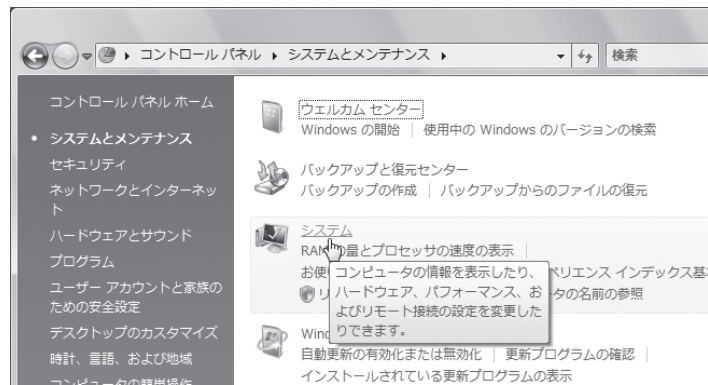 コントロール パネル ▸ システムとメンテナンス ▸
検索
コントロール パネル ホーム
• システムとメンテナンス
セキュリティ
ネットワークとインターネッ
ト
ハードウェアとサウンド
プログラム
ユーザー アカウントと家族の
ための安全設定
デスクトップのカスタマイズ
時計、言語、および地域
コンピュータの簡単操作
ウェルカム センター
Windows の開始 | 使用中の Windows のバージョンの検索
バックアップと復元センター
バックアップの作成 | バックアップからのファイルの復元
システム
RAM の量とプロセッサの速度の表示 |
お使 ペリエンス インデックス基
リ タの名前の参照
コンピュータの情報を表示したり、
ハードウェア、パフォーマンス、お
よびリモート接続の設定を変更した
りできます。
Wind
自動更新の有効化または無効化 | 更新プログラムの確認 |
インストールされている更新プログラムの表示